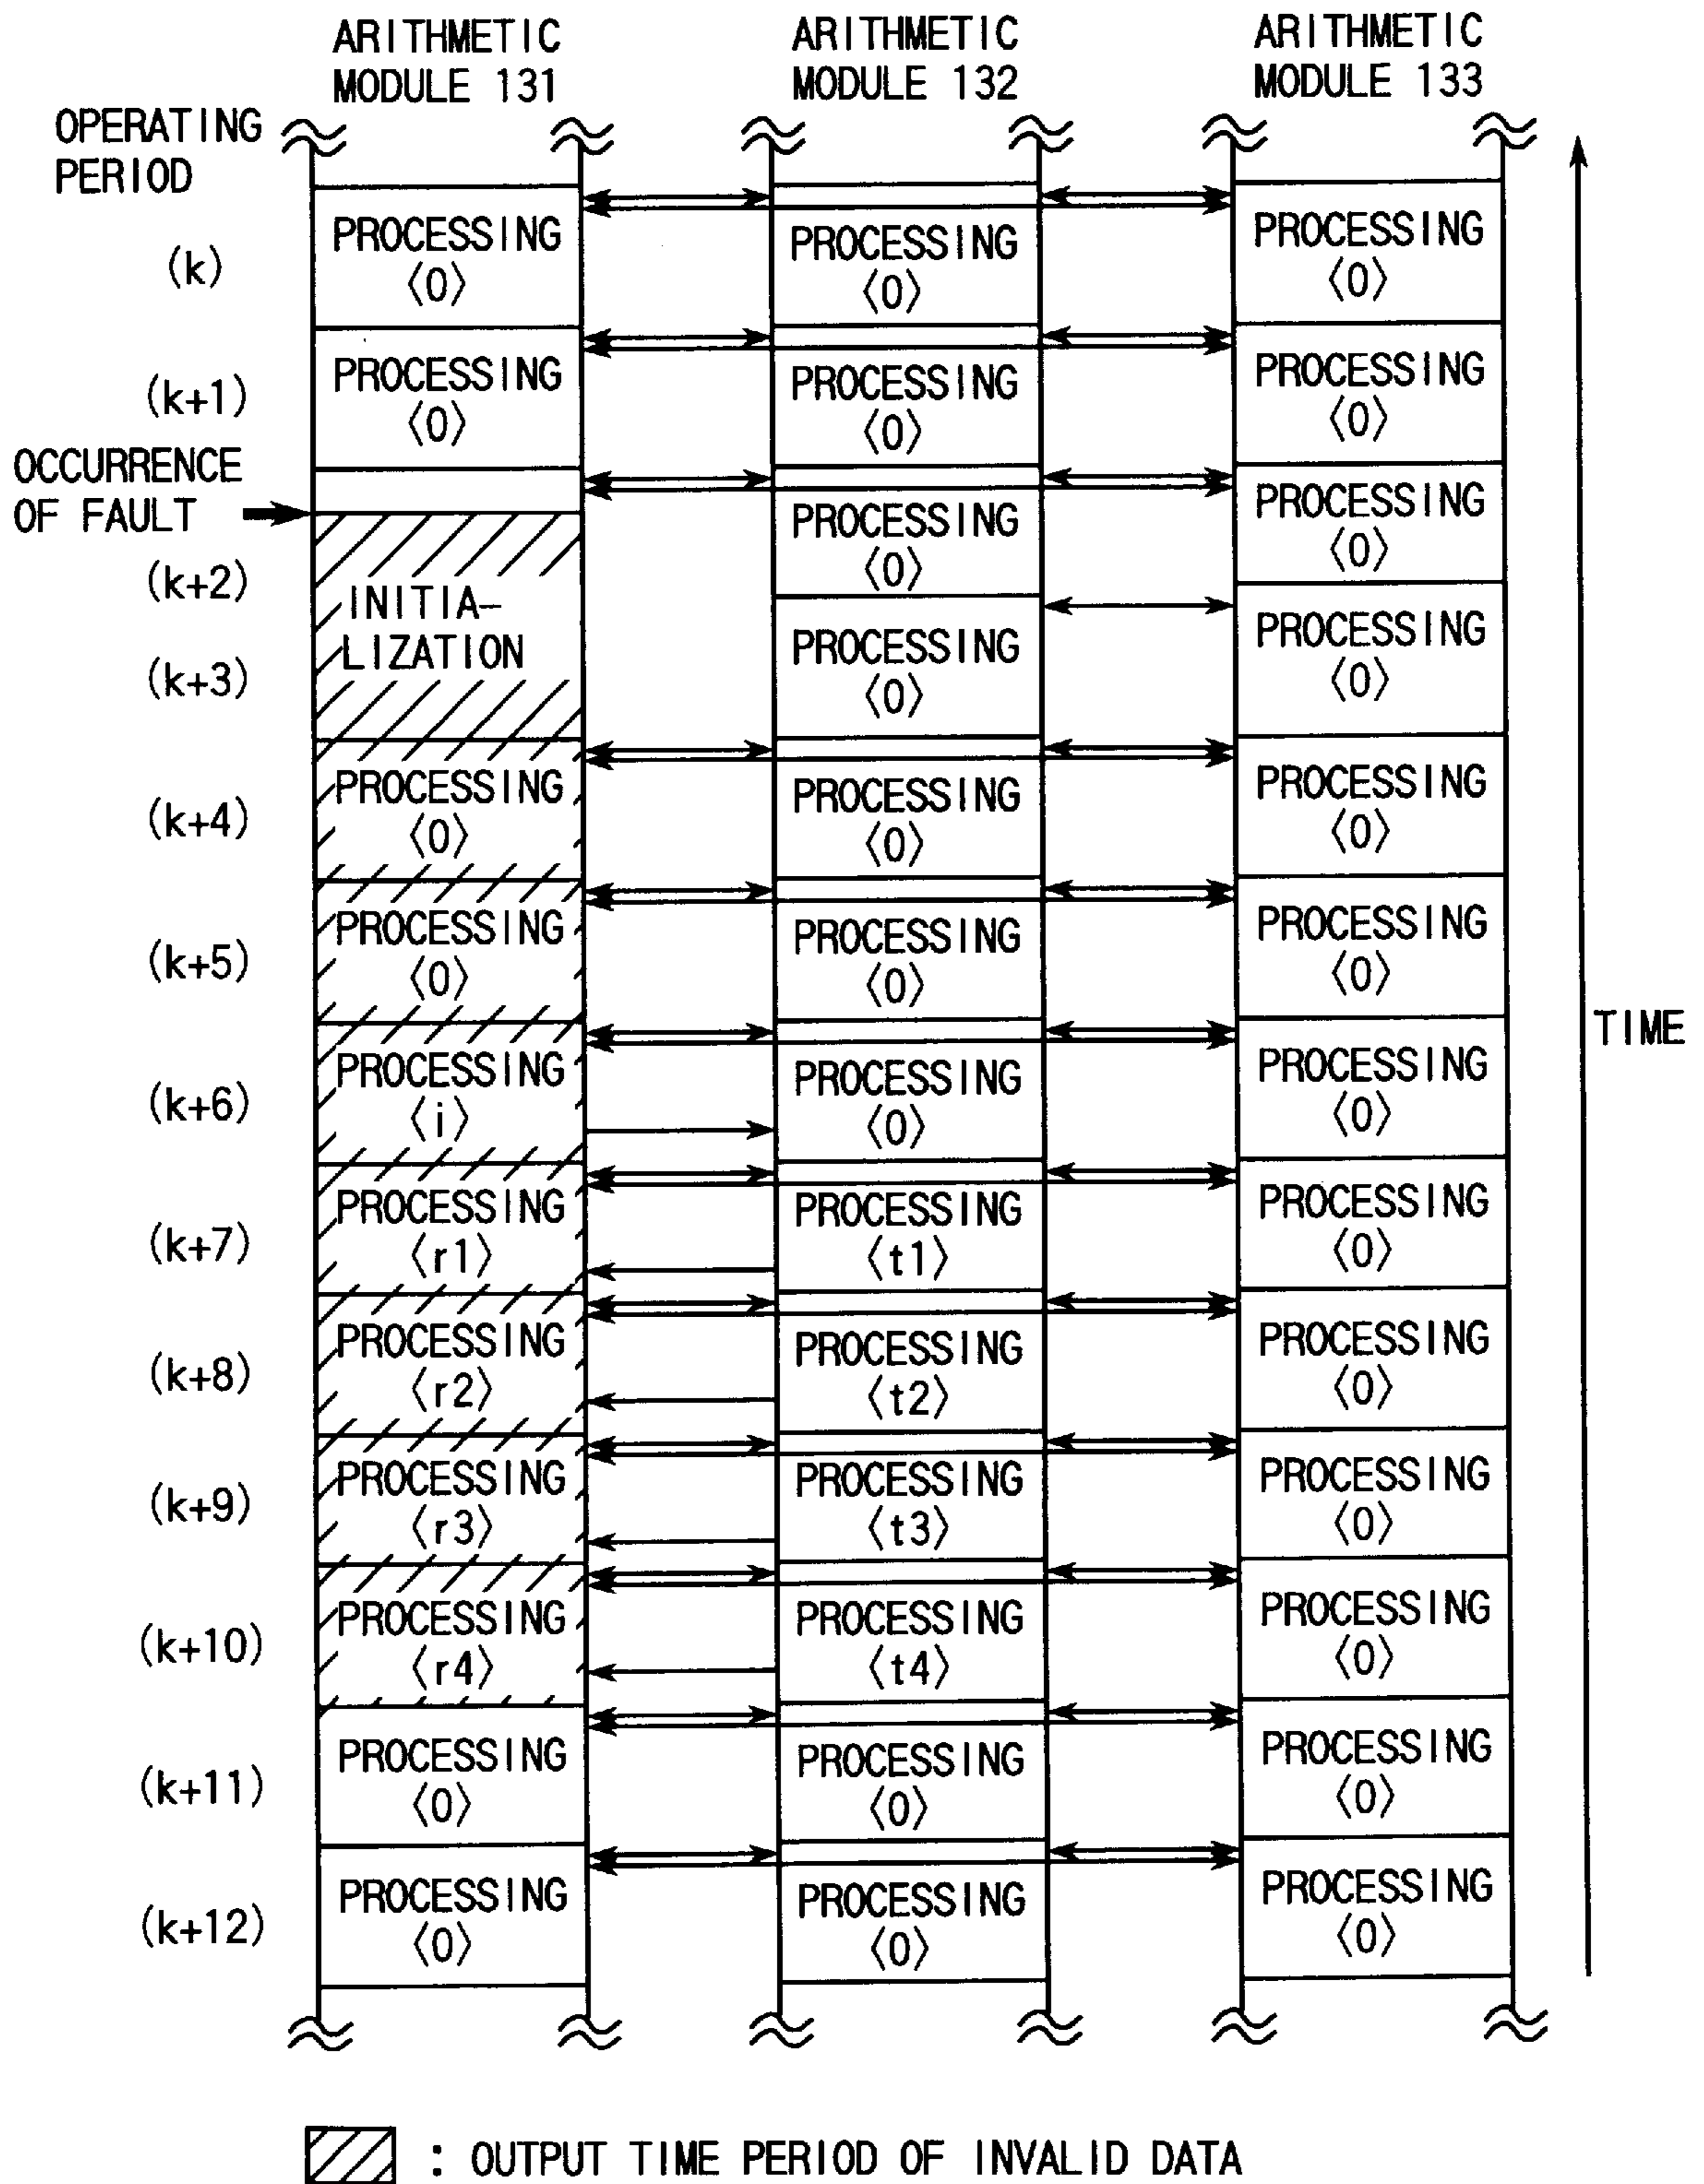 ARITHMETIC
MODULE 131
ARITHMETIC
MODULE 132
ARITHMETIC
MODULE 133
OPERATING
PERIOD
(k)
PROCESSING
⟨0⟩
PROCESSING
⟨0⟩
PROCESSING
⟨0⟩
(k+1)
PROCESSING
⟨0⟩
PROCESSING
⟨0⟩
PROCESSING
⟨0⟩
OCCURRENCE
OF FAULT
(k+2)
PROCESSING
⟨0⟩
PROCESSING
⟨0⟩
INITIA-
LIZATION
(k+3)
PROCESSING
⟨0⟩
PROCESSING
⟨0⟩
(k+4)
PROCESSING
⟨0⟩
PROCESSING
⟨0⟩
PROCESSING
⟨0⟩
(k+5)
PROCESSING
⟨0⟩
PROCESSING
⟨0⟩
PROCESSING
⟨0⟩
TIME
(k+6)
PROCESSING
⟨i⟩
PROCESSING
⟨0⟩
PROCESSING
⟨0⟩
(k+7)
PROCESSING
⟨r1⟩
PROCESSING
⟨t1⟩
PROCESSING
⟨0⟩
(k+8)
PROCESSING
⟨r2⟩
PROCESSING
⟨t2⟩
PROCESSING
⟨0⟩
(k+9)
PROCESSING
⟨r3⟩
PROCESSING
⟨t3⟩
PROCESSING
⟨0⟩
(k+10)
PROCESSING
⟨r4⟩
PROCESSING
⟨t4⟩
PROCESSING
⟨0⟩
(k+11)
PROCESSING
⟨0⟩
PROCESSING
⟨0⟩
PROCESSING
⟨0⟩
(k+12)
PROCESSING
⟨0⟩
PROCESSING
⟨0⟩
PROCESSING
⟨0⟩
: OUTPUT TIME PERIOD OF INVALID DATA